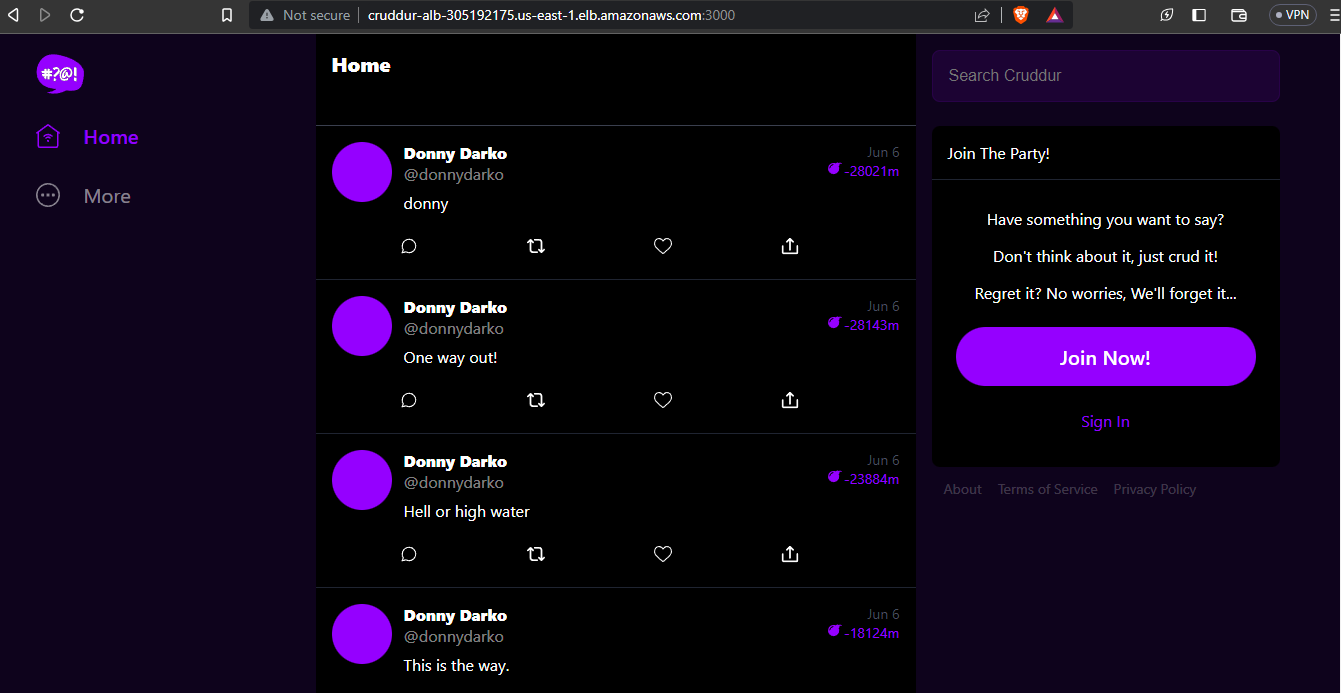 Not secure
cruddur-alb-305192175.us-east-1.elb.amazonaws.com:3000
VPN
#?@!
Home
More
Home
Donny Darko
@donnydarko
Jun 6
-28021m
donny
Donny Darko
@donnydarko
Jun 6
-28143m
One way out!
Donny Darko
@donnydarko
Jun 6
-23884m
Hell or high water
Donny Darko
@donnydarko
Jun 6
-18124m
This is the way.
Search Cruddur
Join The Party!
Have something you want to say?
Don't think about it, just crud it!
Regret it? No worries, We'll forget it...
Join Now!
Sign In
About Terms of Service Privacy Policy